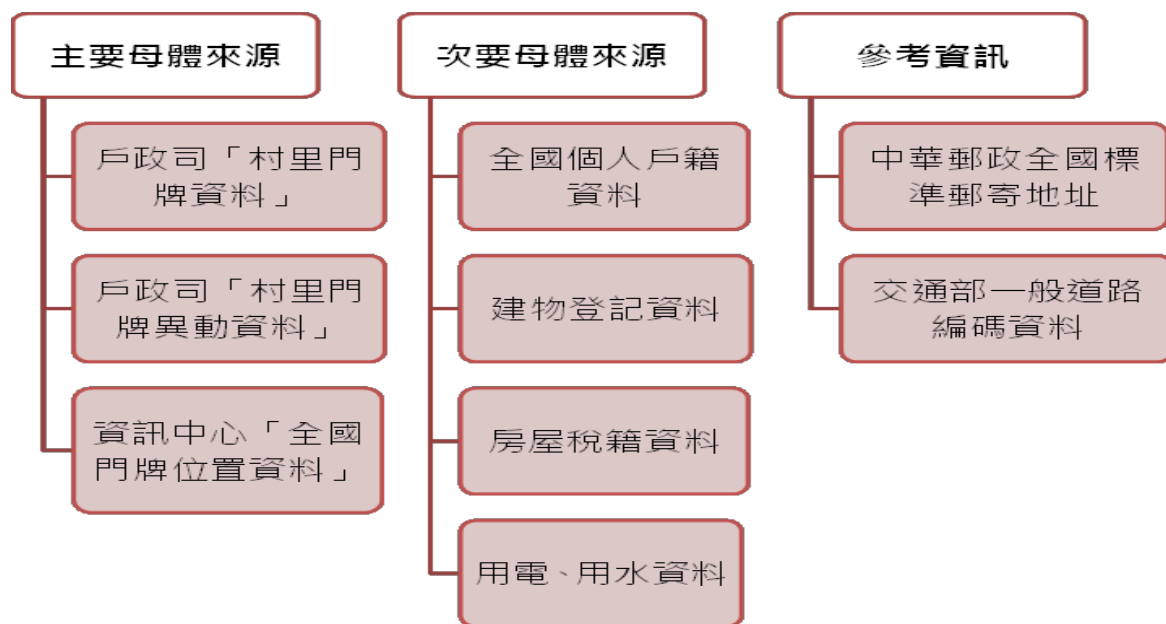 主要母體來源
戶政司「村里門
牌資料」
戶政司「村里門
牌異動資料」
資訊中心「全國
門牌位置資料」
次要母體來源
全國個人戶籍
資料
建物登記資料
房屋稅籍資料
用電、用水資料
參考資訊
中華郵政全國標
準郵寄地址
交通部一般道路
編碼資料